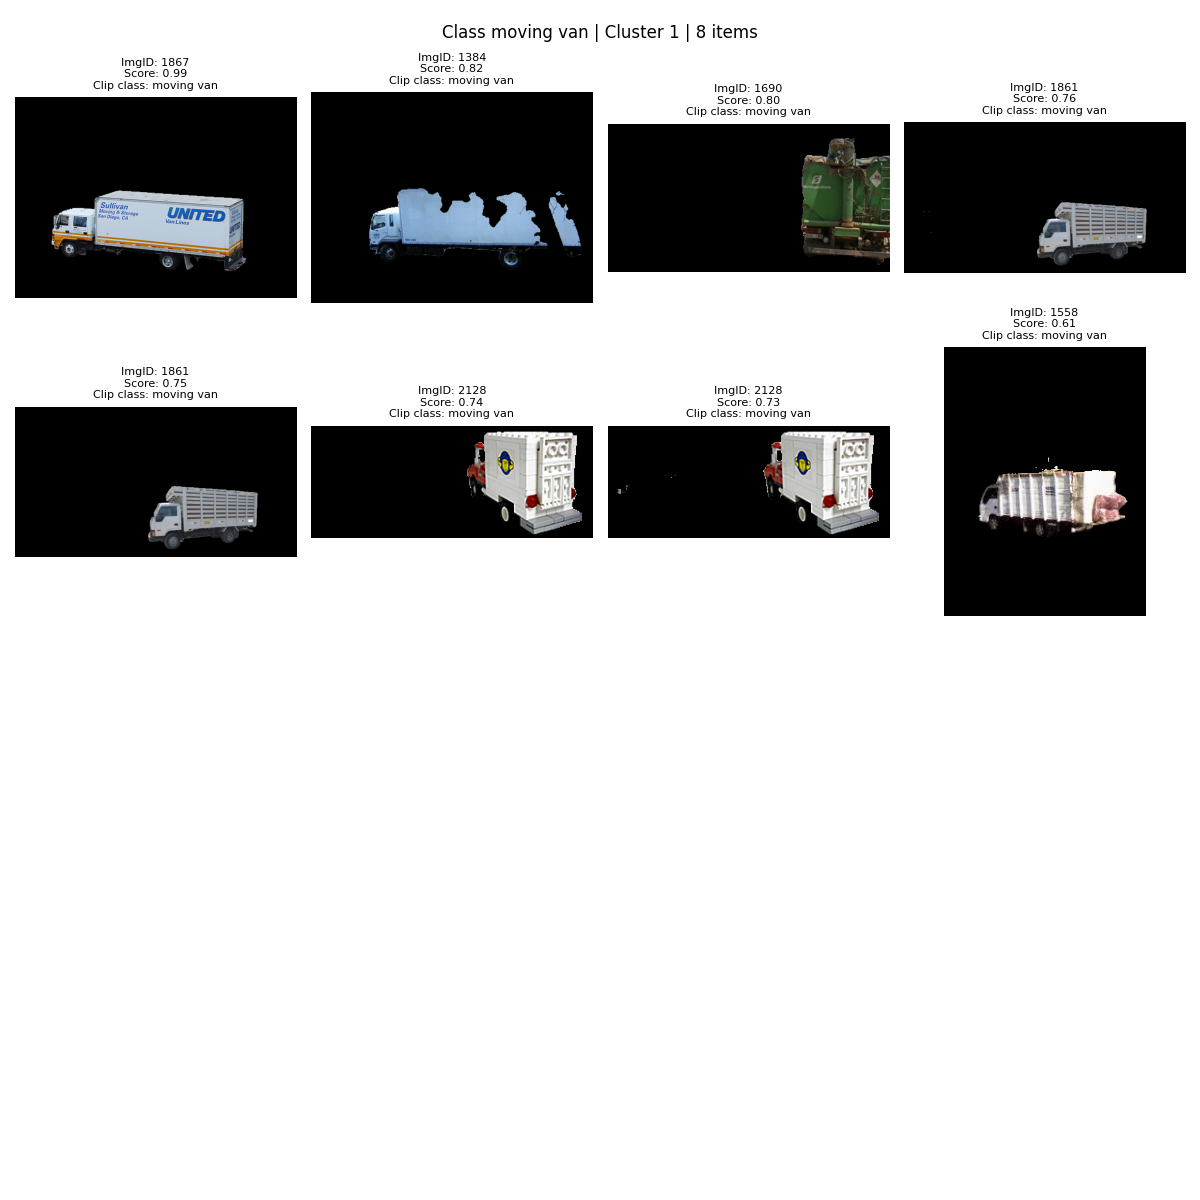 Class moving van | Cluster 1 | 8 items
ImgID: 1867
Score: 0.99
Clip class: moving van
ImgID: 1384
Score: 0.82
Clip class: moving van
ImgID: 1690
Score: 0.80
Clip class: moving van
ImgID: 1861
Score: 0.76
Clip class: moving van
Sullivan
Moving & Storage
San Diego, CA
UNITED
Van Lines
ImgID: 1861
Score: 0.75
Clip class: moving van
ImgID: 2128
Score: 0.74
Clip class: moving van
ImgID: 2128
Score: 0.73
Clip class: moving van
ImgID: 1558
Score: 0.61
Clip class: moving van